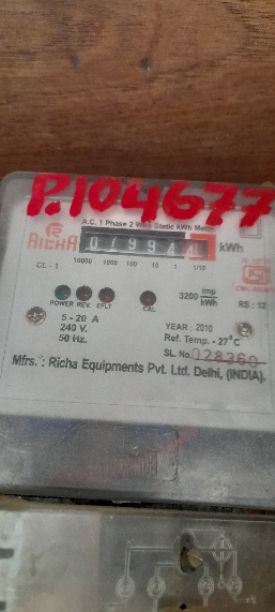 P.104677
A.C. 1 Phase 2 Wire Static kWh Meter
RICHA
07994
kWh
CL - 1
10000 1000 100 10 1 1/10
POWER REV. E/LT
CAL
3200 imp/kWh
5 - 20 A
240 V.
50 Hz.
YEAR : 2010
Ref. Temp. - 27°C
SL. No. 028360
Mfrs. : Richa Equipments Pvt. Ltd. Delhi, (INDIA).